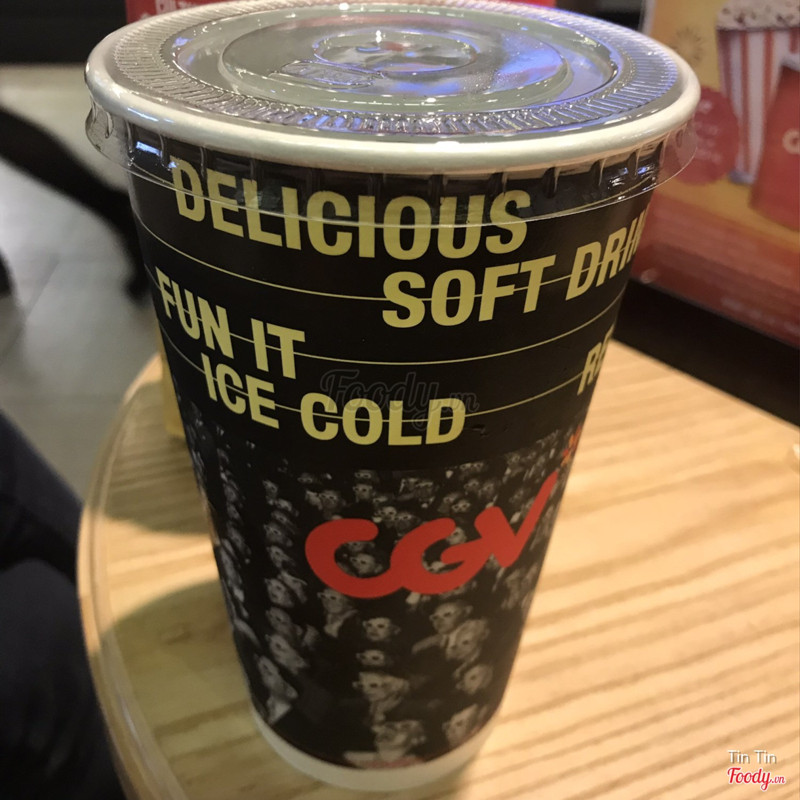 DELICIOUS
SOFT DRIN
FUN IT
ICE COLD
CGV
Foody.vn
Tin Tin
Foody.vn